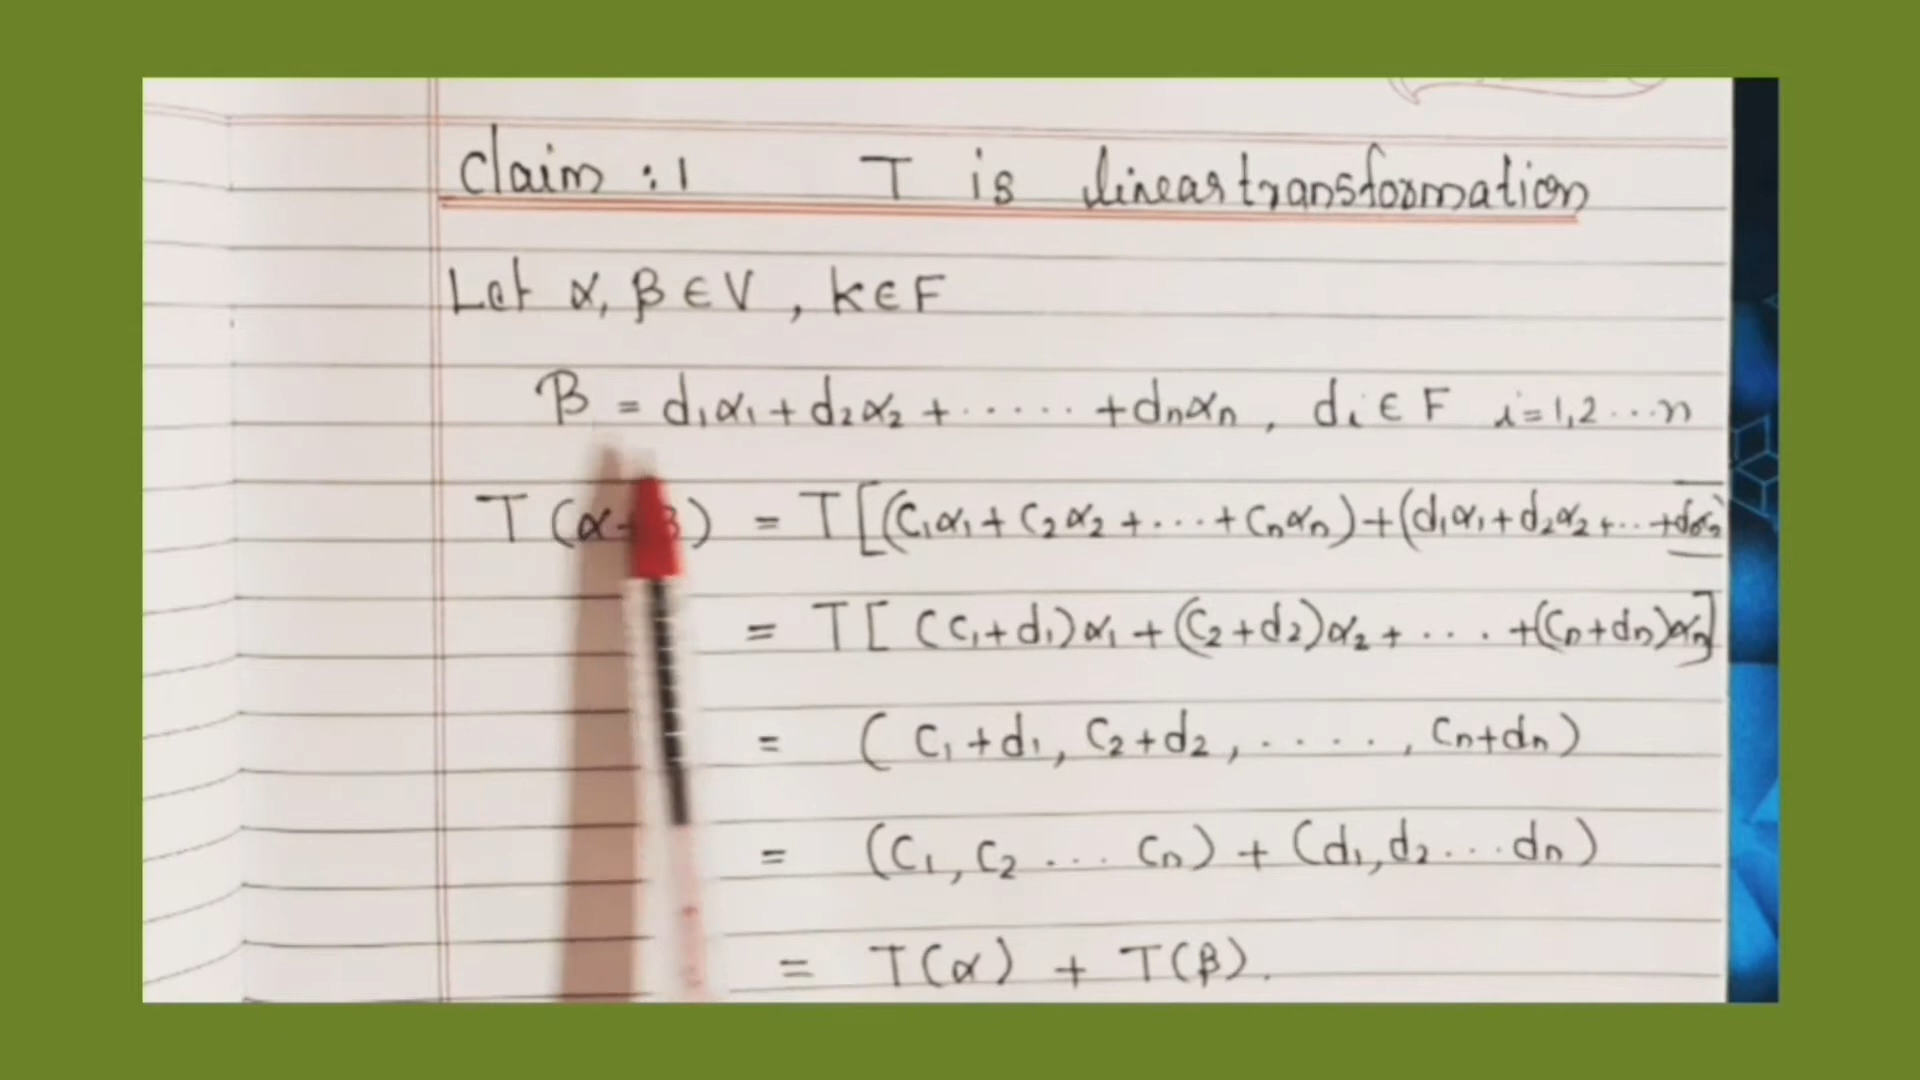 Claim : 1 T is linear transformation
Let α, β ∈ V , k ∈ F
β = d₁α₁ + d₂α₂ + ..... + dₙαₙ , dᵢ ∈ F i = 1,2 ... n
T (α+β) = T [(c₁α₁ + c₂α₂ + ... + cₙαₙ) + (d₁α₁ + d₂α₂ + ... + dₙαₙ)
= T [ (c₁+d₁)α₁ + (c₂+d₂)α₂ + .... + (cₙ+dₙ)αₙ]
= ( c₁+d₁, c₂+d₂, ....., cₙ+dₙ )
= (c₁, c₂ ... cₙ) + (d₁, d₂ ... dₙ )
= T(α) + T(β).